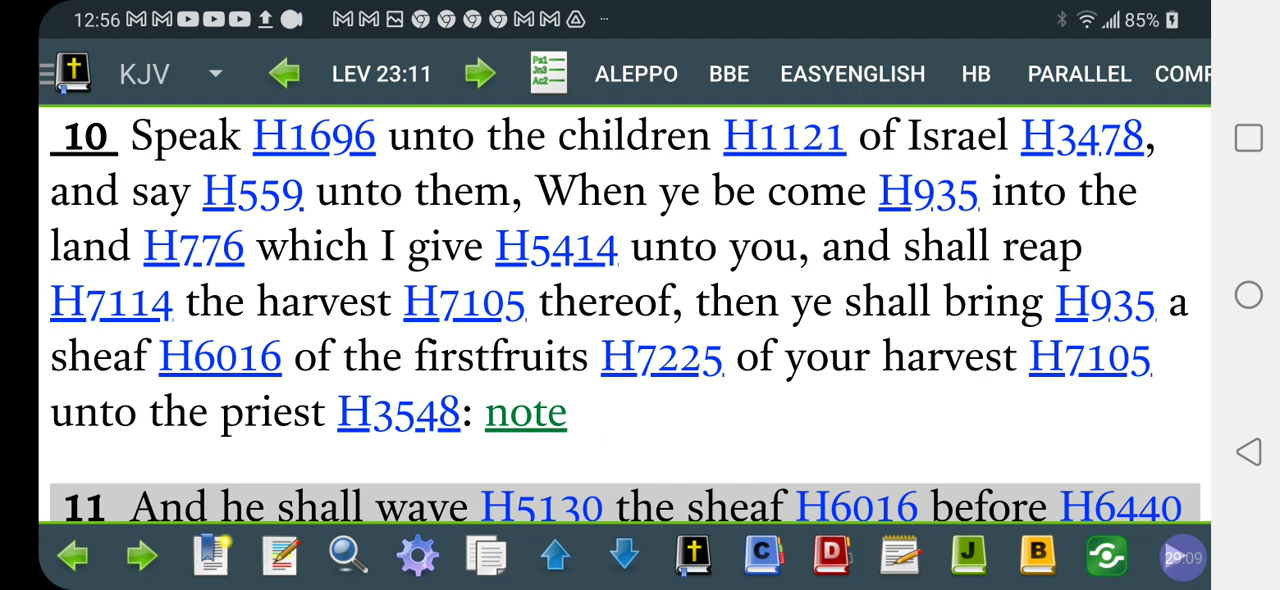 12:56 85%
KJV LEV 23:11 ALEPPO BBE EASYENGLISH HB PARALLEL COMP
10 Speak H1696 unto the children H1121 of Israel H3478,
and say H559 unto them, When ye be come H935 into the
land H776 which I give H5414 unto you, and shall reap
H7114 the harvest H7105 thereof, then ye shall bring H935 a
sheaf H6016 of the firstfruits H7225 of your harvest H7105
unto the priest H3548: note
11 And he shall wave H5130 the sheaf H6016 before H6440
C D J B 29:09